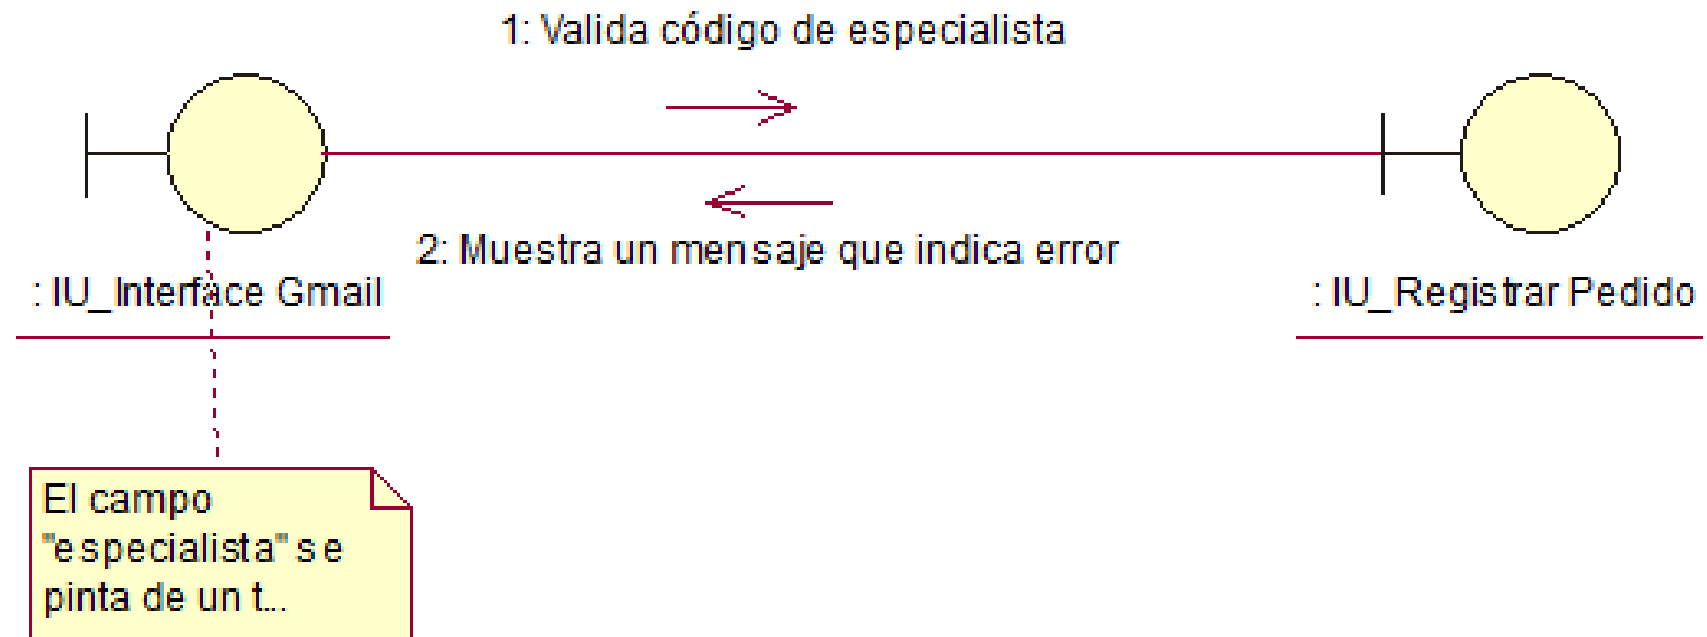 1: Valida código de especialista
2: Muestra un mensaje que indica error
: IU_Interface Gmail
: IU_Registrar Pedido
El campo
"especialista" se
pinta de un t...